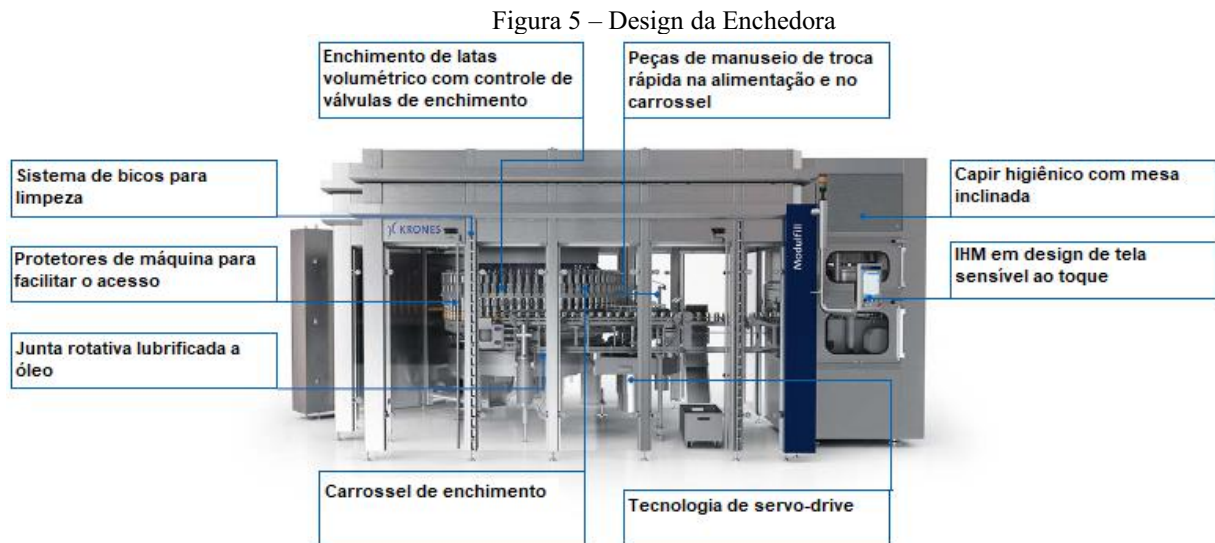 Figura 5 – Design da Enchedora
Enchimento de latas
volumétrico com controle de
válvulas de enchimento
Peças de manuseio de troca
rápida na alimentação e no
carrossel
Sistema de bicos para
limpeza
Capir higiênico com mesa
inclinada
Protetores de máquina para
facilitar o acesso
IHM em design de tela
sensível ao toque
Junta rotativa lubrificada a
óleo
KRONES
Modulfill
Carrossel de enchimento
Tecnologia de servo-drive